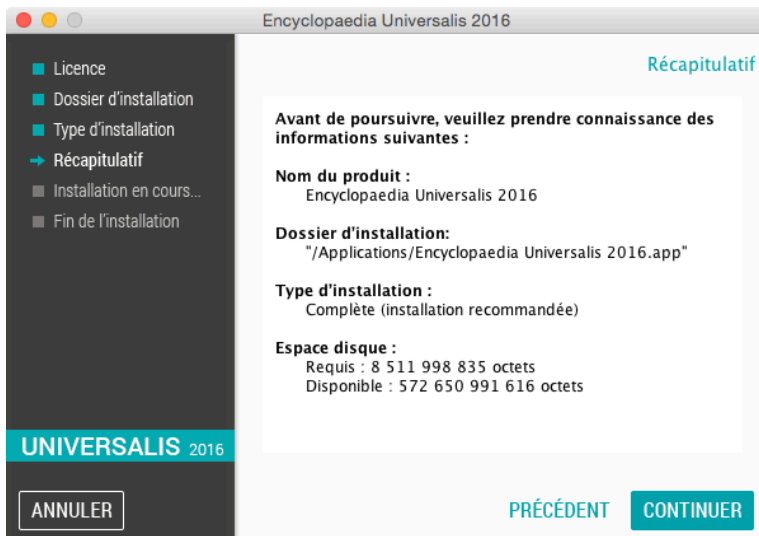 Encyclopaedia Universalis 2016
Licence
Dossier d'installation
Type d'installation
Récapitulatif
Installation en cours...
Fin de l'installation
UNIVERSALIS 2016
ANNULER
Récapitulatif
Avant de poursuivre, veuillez prendre connaissance des
informations suivantes :
Nom du produit :
Encyclopaedia Universalis 2016
Dossier d'installation:
"/Applications/Encyclopaedia Universalis 2016.app"
Type d'installation :
Complète (installation recommandée)
Espace disque :
Requis : 8 511 998 835 octets
Disponible : 572 650 991 616 octets
PRÉCÉDENT
CONTINUER